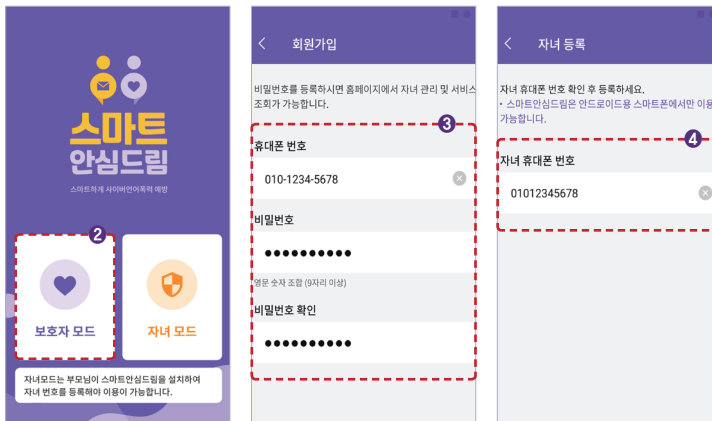 스마트
안심드림
스마트하게 사이버언어폭력 예방
2
보호자 모드
자녀 모드
자녀모드는 부모님이 스마트안심드림을 설치하여
자녀 번호를 등록해야 이용이 가능합니다.
회원가입
비밀번호를 등록하시면 홈페이지에서 자녀 관리 및 서비스
조회가 가능합니다.
3
휴대폰 번호
010-1234-5678
비밀번호
●●●●●●●●●●
영문 숫자 조합 (9자리 이상)
비밀번호 확인
●●●●●●●●●●
자녀 등록
자녀 휴대폰 번호 확인 후 등록하세요.
• 스마트안심드림은 안드로이드용 스마트폰에서만 이용
가능합니다.
4
자녀 휴대폰 번호
01012345678